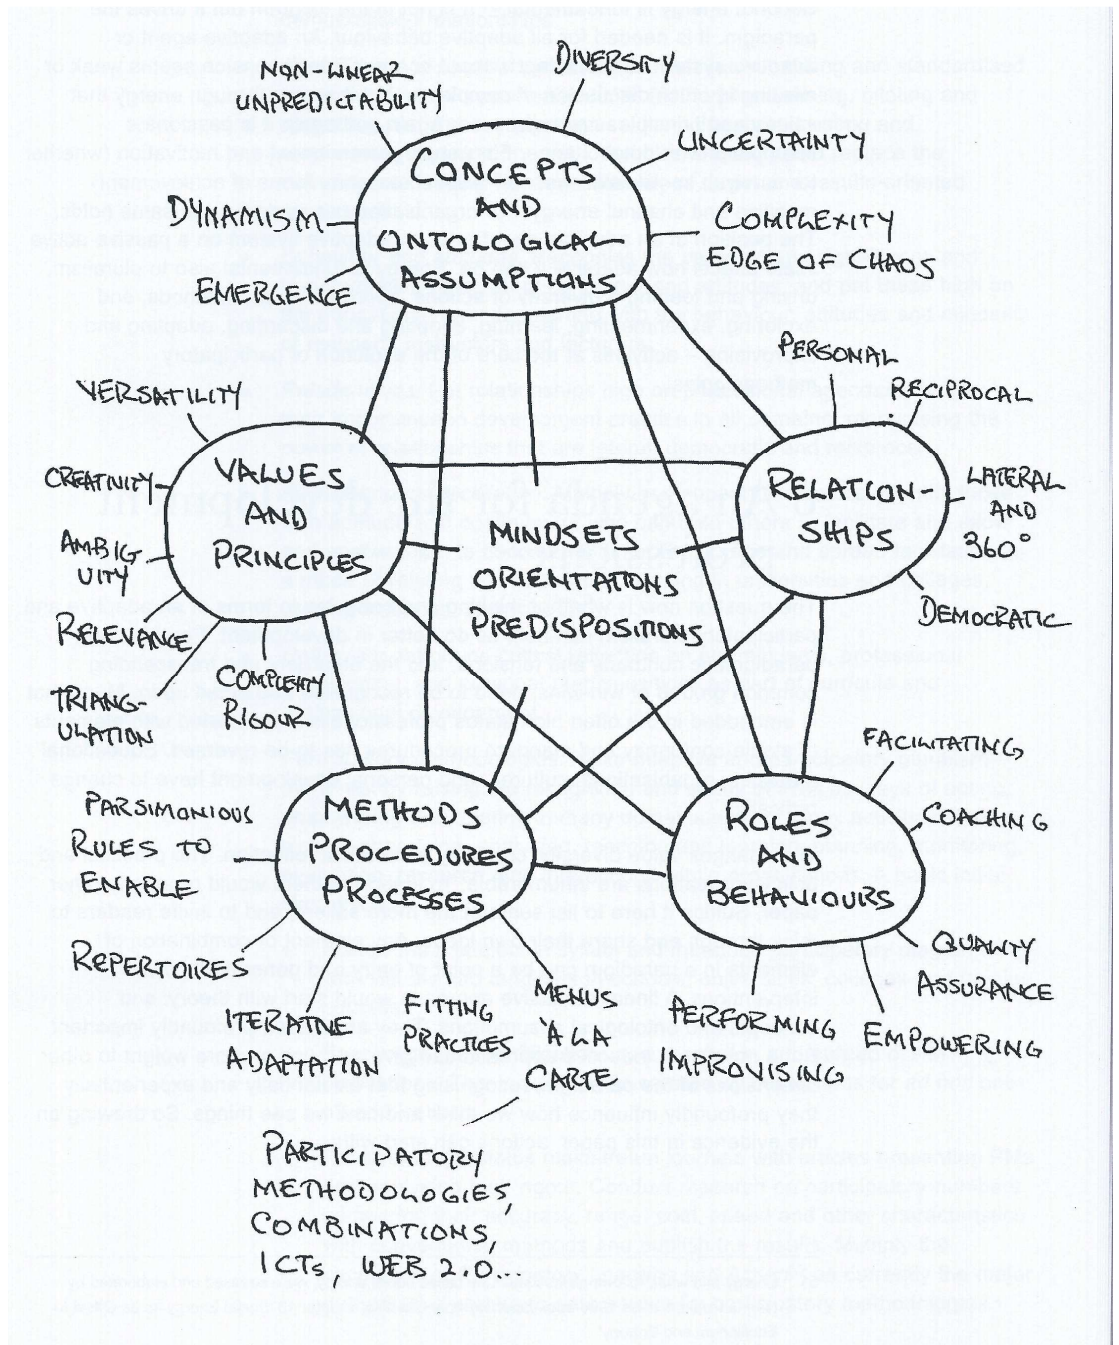 DIVERSITY
NON-LINEAR
UNPREDICTABILITY
UNCERTAINTY
CONCEPTS
AND
ONTOLOGICAL
ASSUMPTIONS
DYNAMISM
EMERGENCE
COMPLEXITY
EDGE OF CHAOS
PERSONAL
RECIPROCAL
VERSATILITY
CREATIVITY
AMBIG
UITY
RELEVANCE
TRIANG-
ULATION
COMPLEXITY
RIGOUR
VALUES
AND
PRINCIPLES
MINDSETS
ORIENTATIONS
PREDISPOSITIONS
RELATION-
SHIPS
LATERAL
AND
360°
DEMOCRATIC
FACILITATING
COACHING
PARSIMONIOUS
RULES TO
ENABLE
METHODS
PROCEDURES
PROCESSES
ROLES
AND
BEHAVIOURS
REPERTOIRES
ITERATIVE
ADAPTATION
FITTING
PRACTICES
MENUS
'A LA
CARTE
PERFORMING
IMPROVISING
EMPOWERING
QUALITY
ASSURANCE
PARTICIPATORY
METHODOLOGIES,
COMBINATIONS,
ICTs, WEB 2.0...